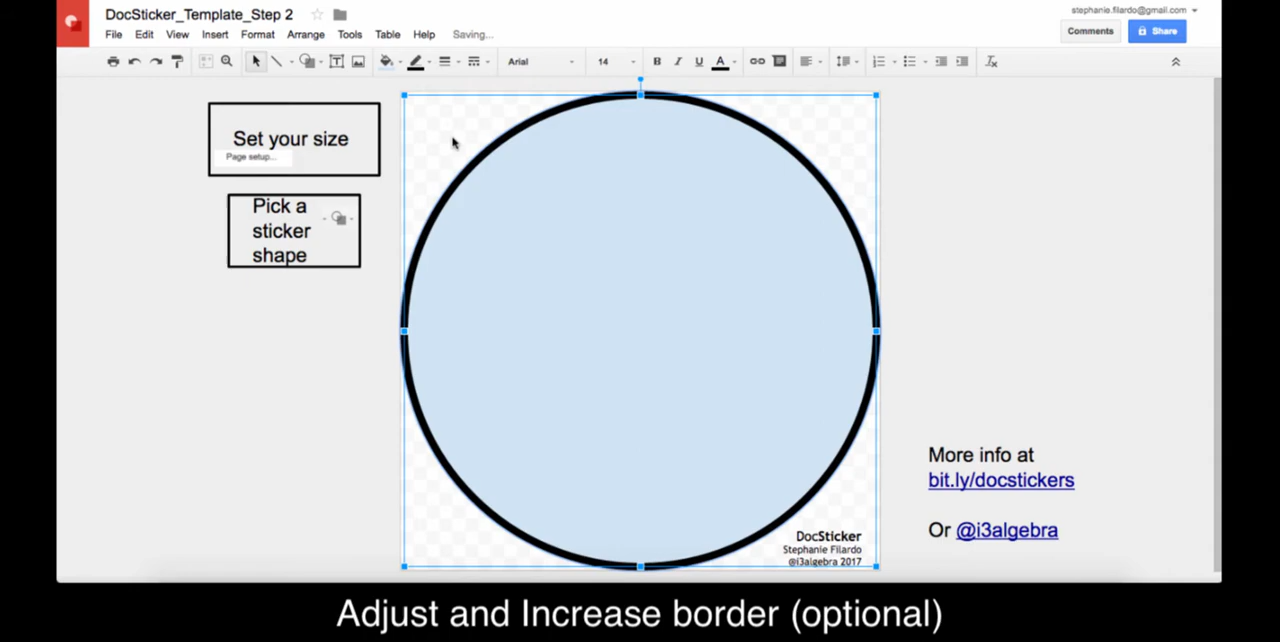 DocSticker_Template_Step 2
stephanie.filardo@gmail.com
File Edit View Insert Format Arrange Tools Table Help Saving...
Comments Share
Arial 14 B I U A
Set your size
Page setup...
Pick a
sticker
shape
More info at
bit.ly/docstickers
Or @i3algebra
DocSticker
Stephanie Filardo
@i3algebra 2017
Adjust and Increase border (optional)